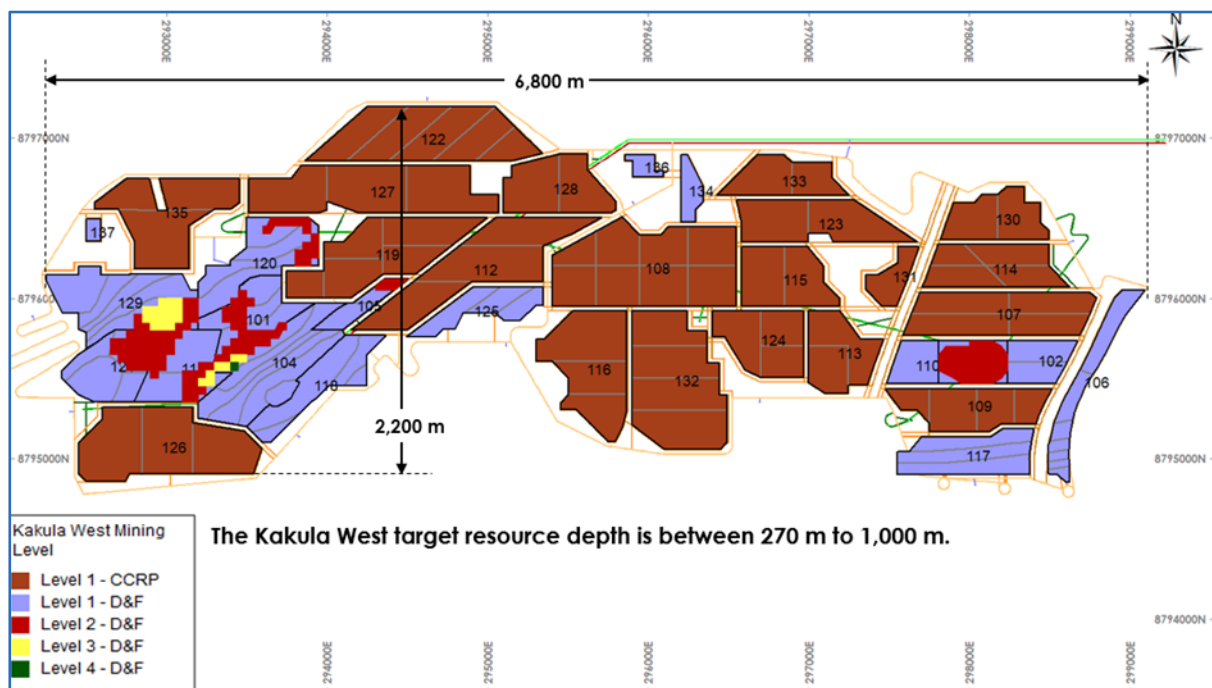 293000E
294000E
295000E
296000E
297000E
298000E
299000E
N
6,800 m
8797000N
8797000N
122
136
133
127
128
134
135
123
130
137
119
120
112
108
115
131
114
129
105
8796000N
8796000N
101
125
107
104
124
113
110
102
116
118
132
106
109
2,200 m
126
117
8795000N
8795000N
Kakula West Mining
Level
The Kakula West target resource depth is between 270 m to 1,000 m.
Level 1 - CCRP
Level 1 - D&F
Level 2 - D&F
Level 3 - D&F
Level 4 - D&F
8794000N
294000E
295000E
296000E
297000E
298000E
299000E